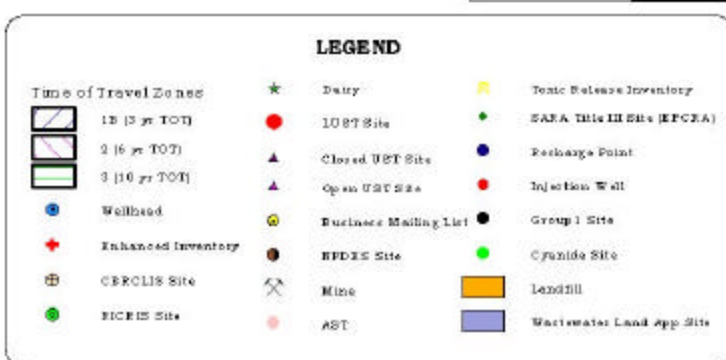 LEGEND
Time of Travel Zones
1B (3 yr TOT)
2 (6 yr TOT)
3 (10 yr TOT)
Wellhead
Enhanced Inventory
CERCLIS Site
RICRIS Site
Dairy
LUST Site
Closed UST Site
Open UST Site
Business Mailing List
NPDES Site
Mine
AST
Toxic Release Inventory
SARA Title III Site (EPCRA)
Recharge Point
Injection Well
Group 1 Site
Cyanide Site
Landfill
Wastewater Land App. Site